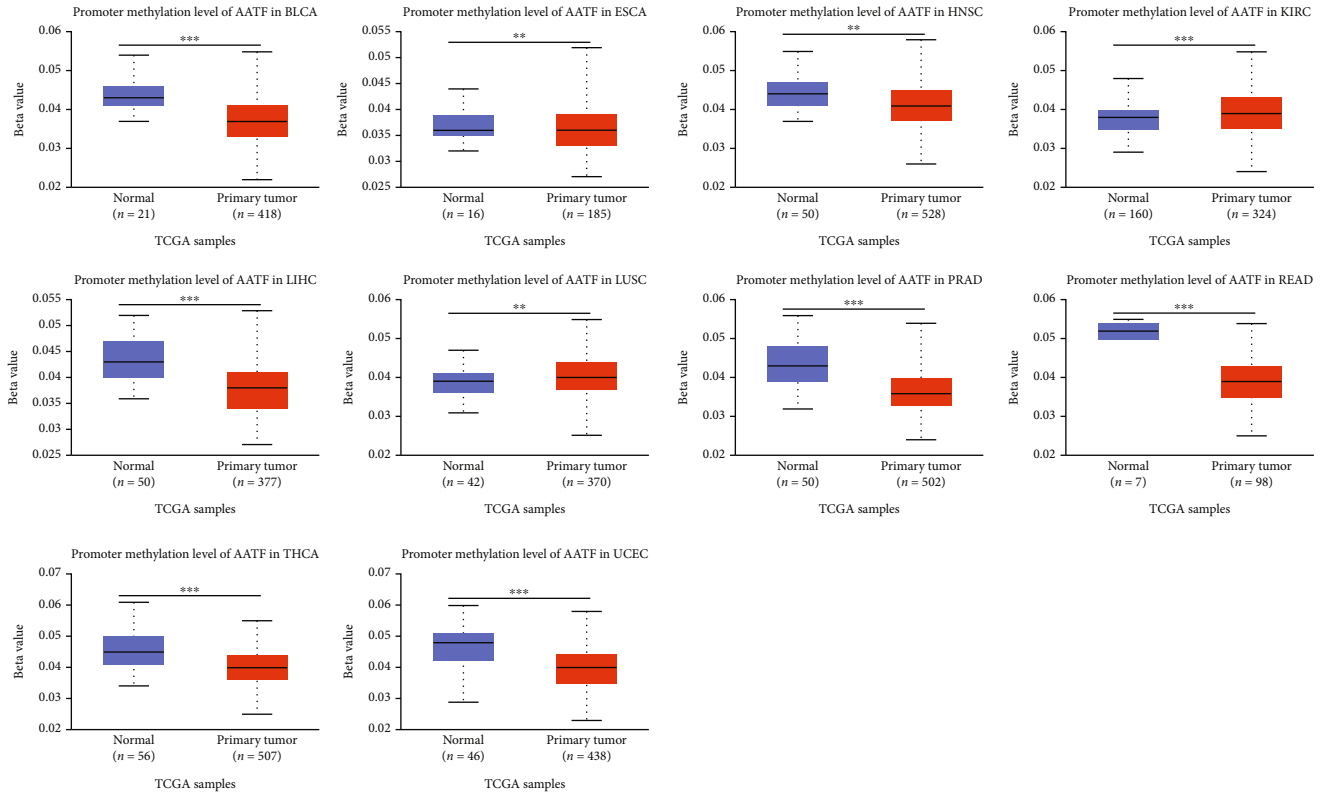 Promoter methylation level of AATF in BLCA
0.06
***
0.05
Beta value
0.04
0.03
0.02
Normal Primary tumor
(n = 21) (n = 418)
TCGA samples
Promoter methylation level of AATF in ESCA
0.055
**
0.045
Beta value
0.035
0.025
Normal Primary tumor
(n = 16) (n = 185)
TCGA samples
Promoter methylation level of AATF in HNSC
0.06
**
0.05
Beta value
0.04
0.03
0.02
Normal Primary tumor
(n = 50) (n = 528)
TCGA samples
Promoter methylation level of AATF in KIRC
0.06
***
0.05
Beta value
0.04
0.03
0.02
Normal Primary tumor
(n = 160) (n = 324)
TCGA samples
Promoter methylation level of AATF in LIHC
0.055
***
0.045
Beta value
0.035
0.025
Normal Primary tumor
(n = 50) (n = 377)
TCGA samples
Promoter methylation level of AATF in LUSC
0.06
**
0.05
Beta value
0.04
0.03
0.02
Normal Primary tumor
(n = 42) (n = 370)
TCGA samples
Promoter methylation level of AATF in PRAD
0.06
***
0.05
Beta value
0.04
0.03
0.02
Normal Primary tumor
(n = 50) (n = 502)
TCGA samples
Promoter methylation level of AATF in READ
0.06
***
0.05
Beta value
0.04
0.03
0.02
Normal Primary tumor
(n = 7) (n = 98)
TCGA samples
Promoter methylation level of AATF in THCA
0.07
***
0.06
0.05
Beta value
0.04
0.03
0.02
Normal Primary tumor
(n = 56) (n = 507)
TCGA samples
Promoter methylation level of AATF in UCEC
0.07
***
0.06
0.05
Beta value
0.04
0.03
0.02
Normal Primary tumor
(n = 46) (n = 438)
TCGA samples